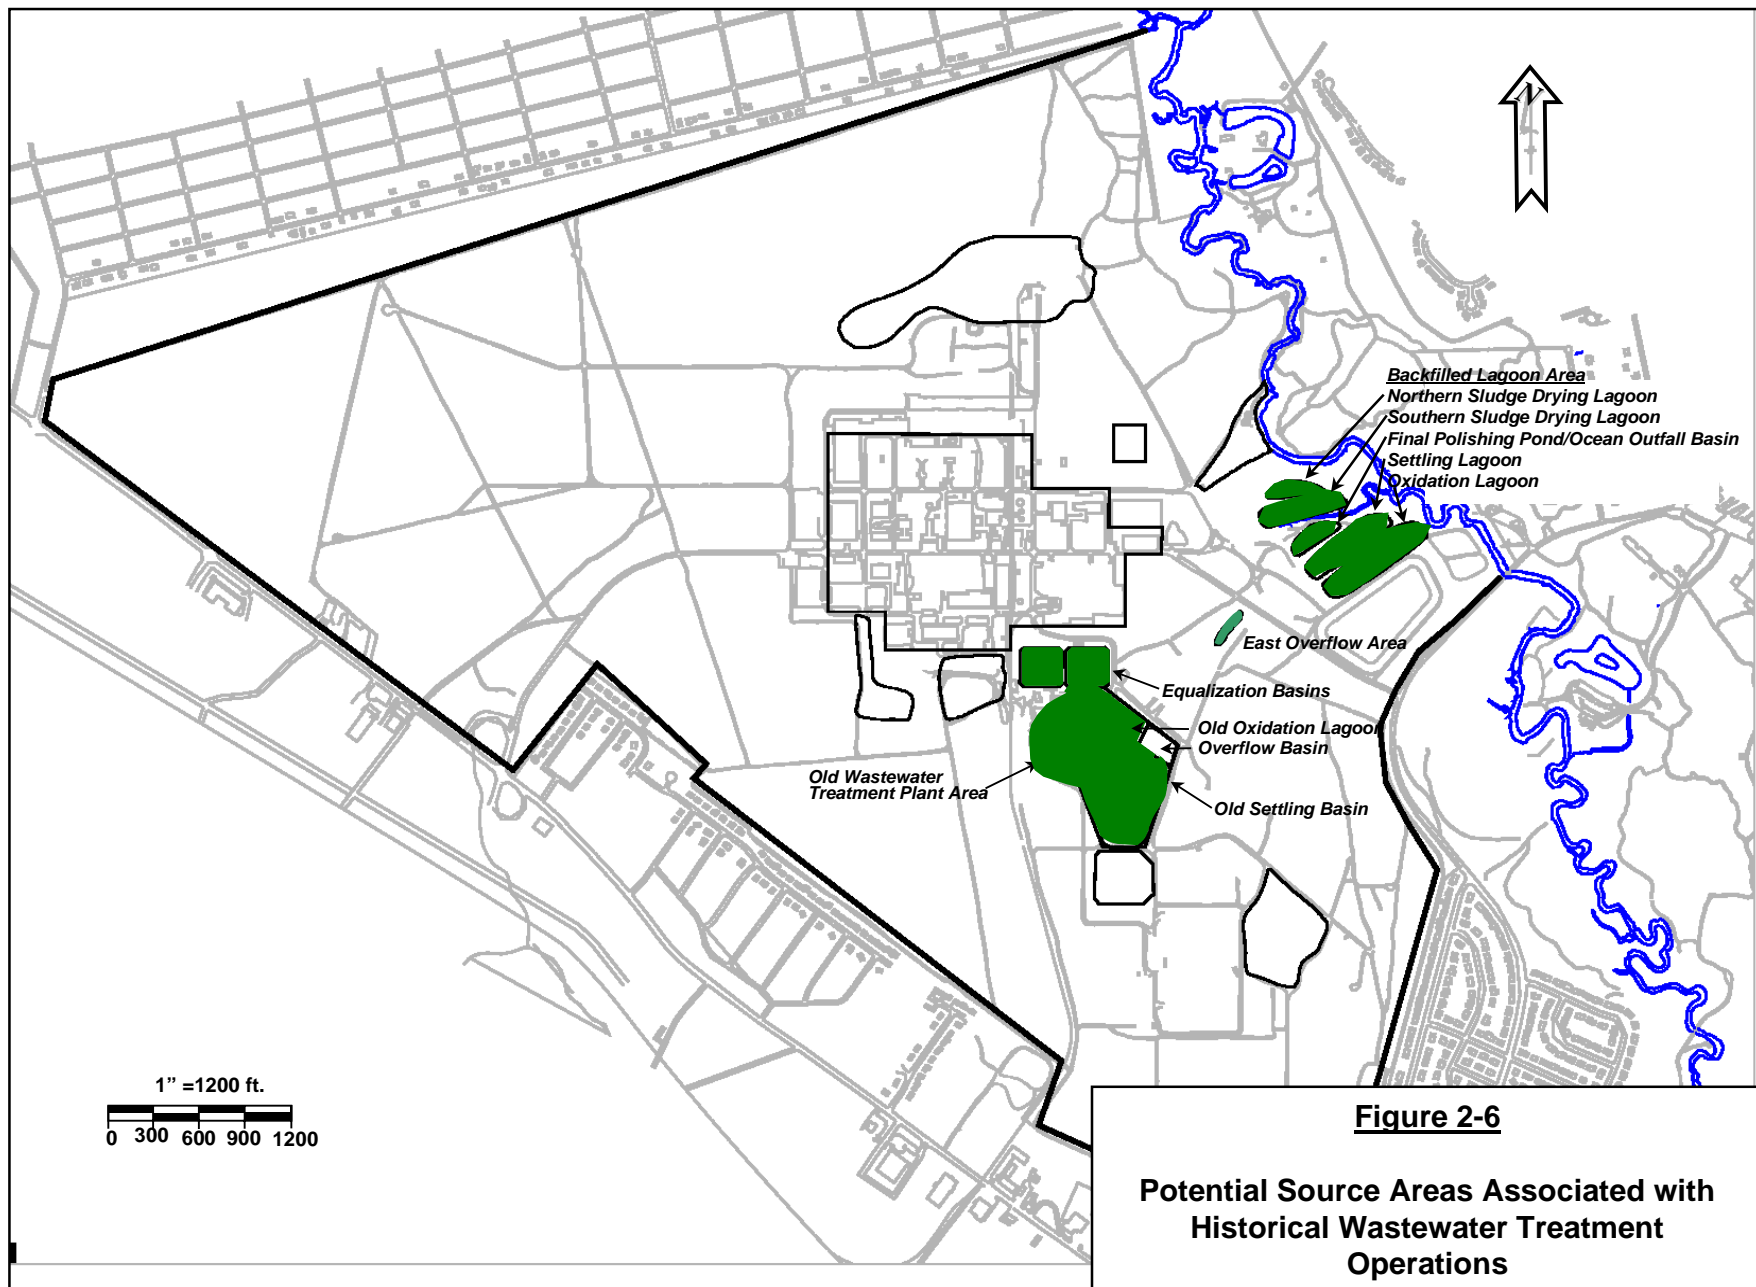 N
Backfilled Lagoon Area
Northern Sludge Drying Lagoon
Southern Sludge Drying Lagoon
Final Polishing Pond/Ocean Outfall Basin
Settling Lagoon
Oxidation Lagoon
East Overflow Area
Equalization Basins
Old Oxidation Lagoon
Overflow Basin
Old Wastewater
Treatment Plant Area
Old Settling Basin
1” =1200 ft.
0 300 600 900 1200
Figure 2-6
Potential Source Areas Associated with
Historical Wastewater Treatment
Operations